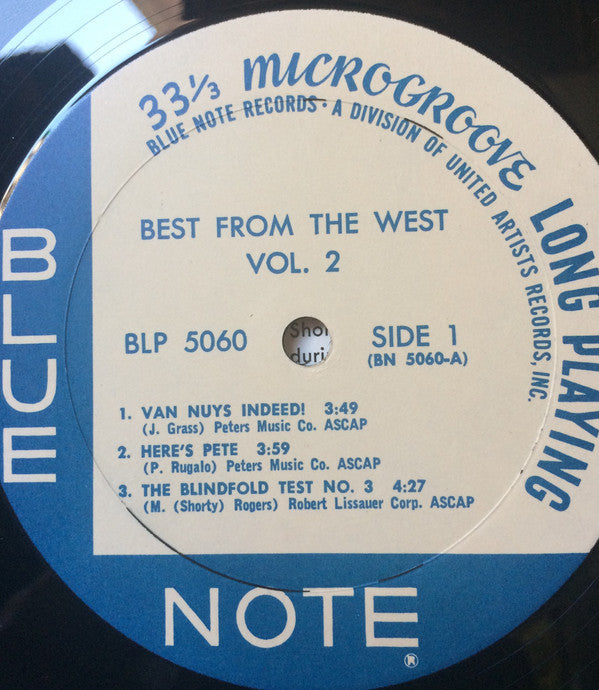 33⅓ MICROGROOVE LONG PLAYING
BLUE NOTE RECORDS · A DIVISION OF UNITED ARTISTS RECORDS, INC.
BEST FROM THE WEST
VOL. 2
BLP 5060
SIDE 1
(BN 5060-A)
Shor
duri
1. VAN NUYS INDEED! 3:49
(J. Grass) Peters Music Co. ASCAP
2. HERE'S PETE 3:59
(P. Rugalo) Peters Music Co. ASCAP
3. THE BLINDFOLD TEST NO. 3 4:27
(M. (Shorty) Rogers) Robert Lissauer Corp. ASCAP
BLUE
NOTE
®